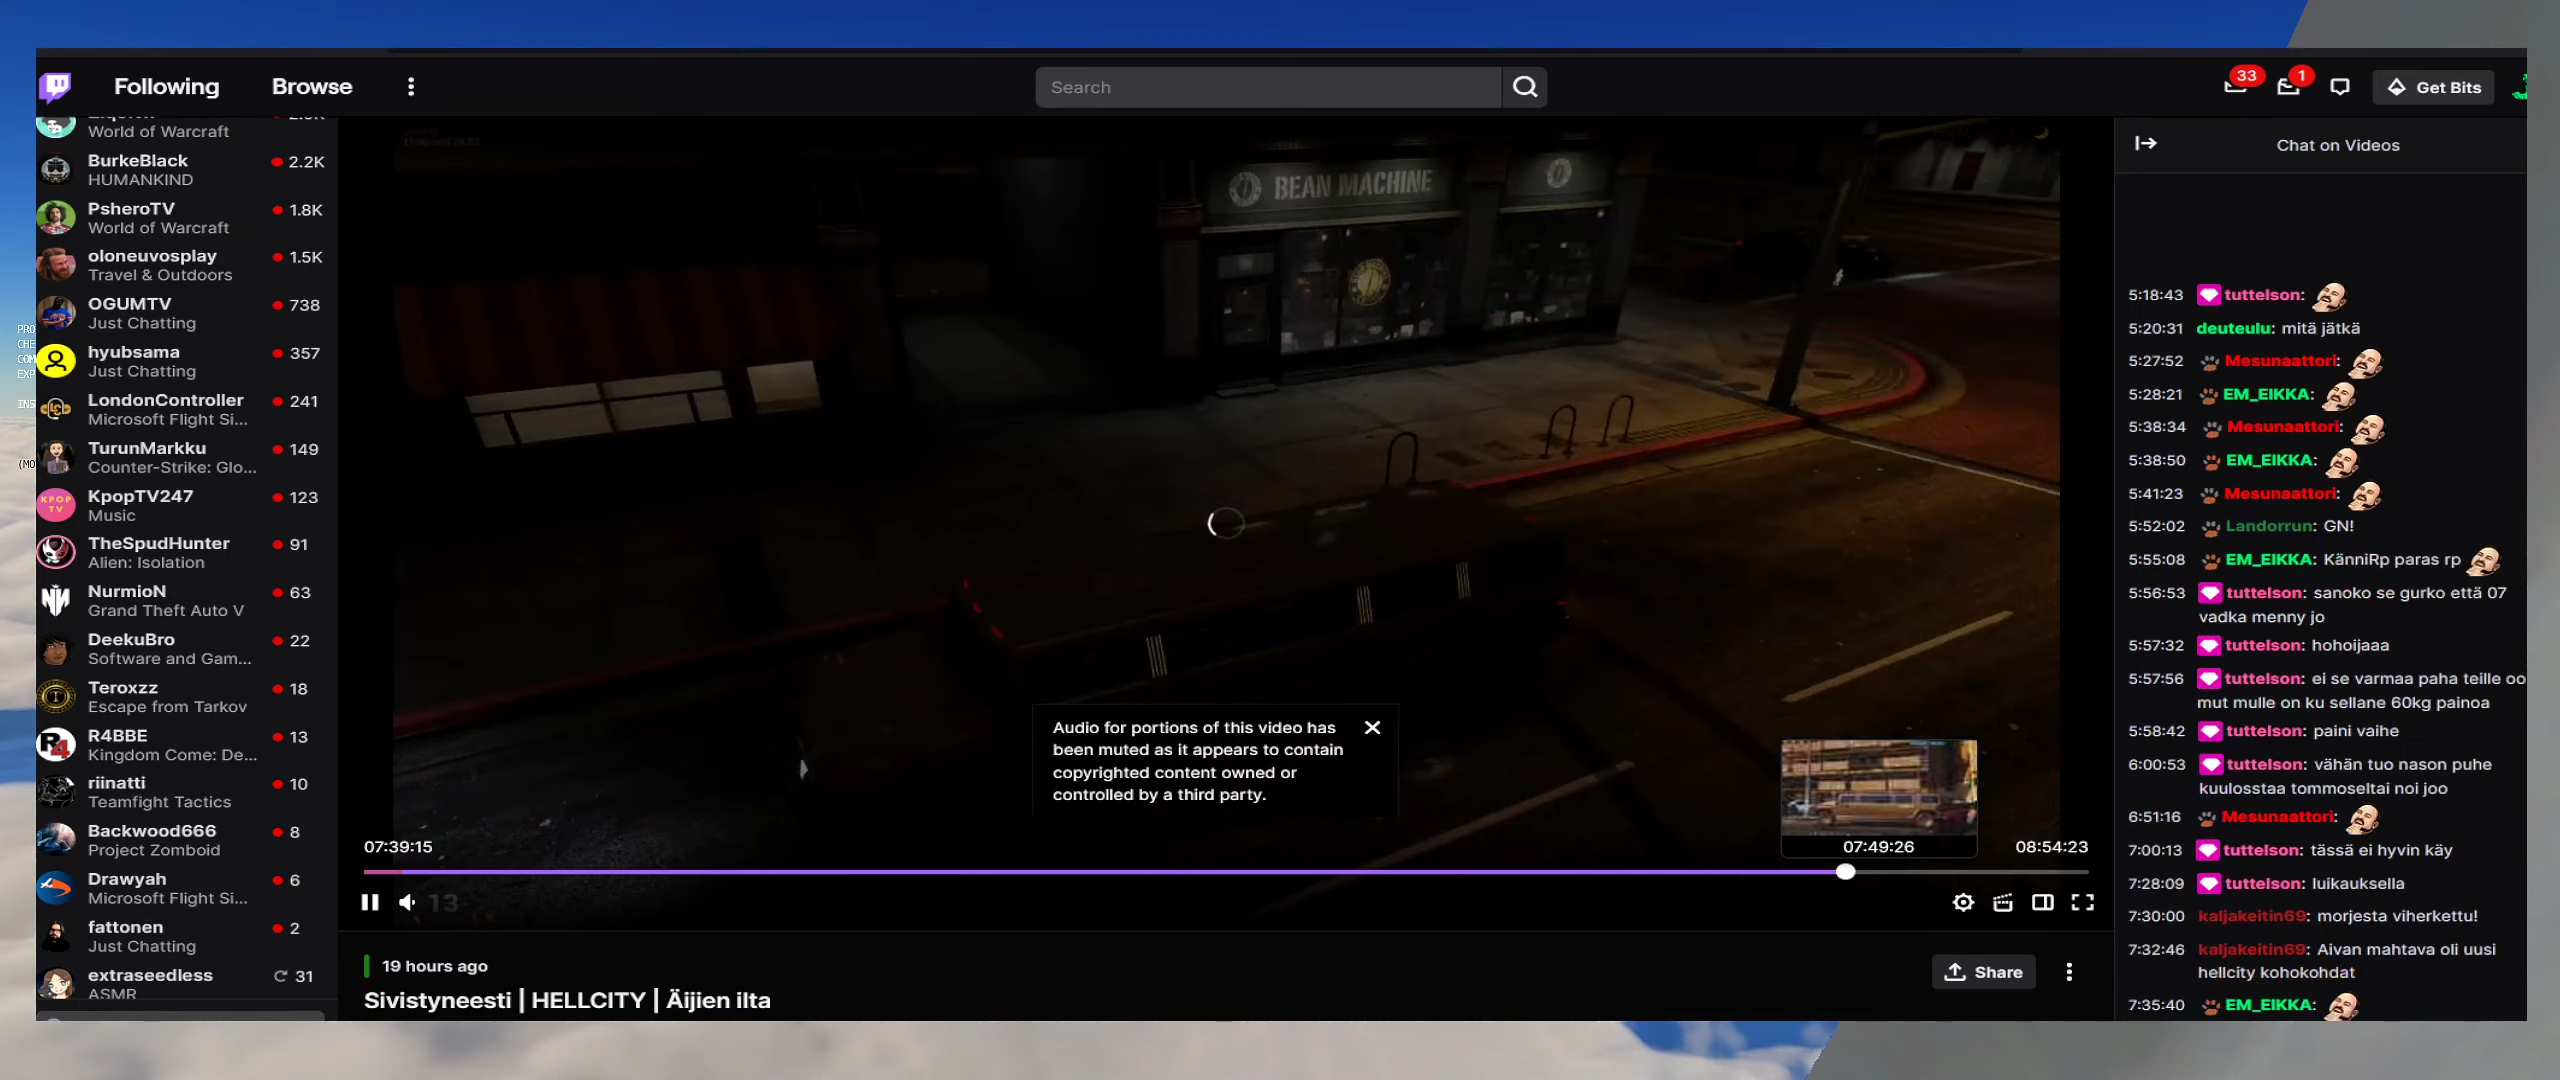 Following
Browse
Search
33
1
Get Bits
World of Warcraft
BurkeBlack
2.2K
HUMANKIND
PsheroTV
1.8K
World of Warcraft
oloneuvosplay
1.5K
Travel & Outdoors
OGUMTV
738
Just Chatting
hyubsama
357
Just Chatting
LondonController
241
Microsoft Flight Si...
TurunMarkku
149
Counter-Strike: Glo...
KPOP
TV
KpopTV247
123
Music
TheSpudHunter
91
Alien: Isolation
NurmioN
63
Grand Theft Auto V
DeekuBro
22
Software and Gam...
Teroxzz
18
Escape from Tarkov
R4
R4BBE
13
Kingdom Come: De...
riinatti
10
Teamfight Tactics
Backwood666
8
Project Zomboid
Drawyah
6
Microsoft Flight Si...
fattonen
2
Just Chatting
extraseedless
31
ASMR
PRO
CHE
COM
EXP
INS
(MO
BEAN MACHINE
Audio for portions of this video has
been muted as it appears to contain
copyrighted content owned or
controlled by a third party.
07:39:15
07:49:26
08:54:23
13
19 hours ago
Share
Sivistyneesti | HELLCITY | Äijien ilta
Chat on Videos
5:18:43 tuttelson:
5:20:31 deuteulu: mitä jätkä
5:27:52 Mesunaattori:
5:28:21 EM_EIKKA:
5:38:34 Mesunaattori:
5:38:50 EM_EIKKA:
5:41:23 Mesunaattori:
5:52:02 Landorrun: GN!
5:55:08 EM_EIKKA: KänniRp paras rp
5:56:53 tuttelson: sanoko se gurko että 07
vadka menny jo
5:57:32 tuttelson: hohoijaaa
5:57:56 tuttelson: ei se varmaa paha teille oo
mut mulle on ku sellane 60kg painoa
5:58:42 tuttelson: paini vaihe
6:00:53 tuttelson: vähän tuo nason puhe
kuulosstaa tommoseltai noi joo
6:51:16 Mesunaattori:
7:00:13 tuttelson: tässä ei hyvin käy
7:28:09 tuttelson: luikauksella
7:30:00 kaljakeitin69: morjesta viherkettu!
7:32:46 kaljakeitin69: Aivan mahtava oli uusi
hellcity kohokohdat
7:35:40 EM_EIKKA: